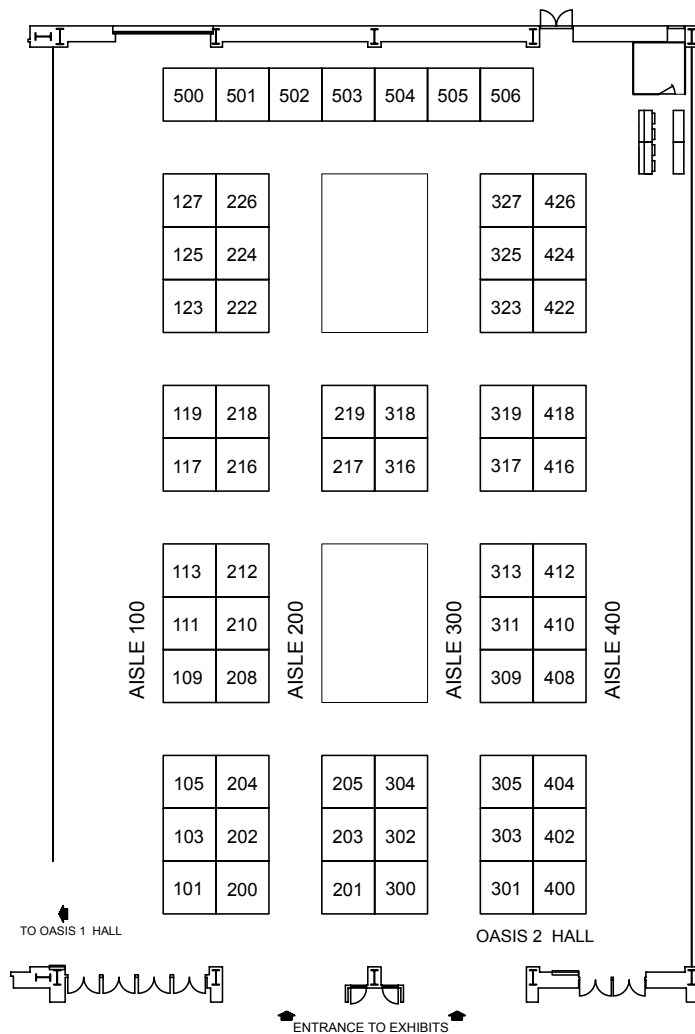 500 501 502 503 504 505 506
127 226 327 426
125 224 325 424
123 222 323 422
119 218 219 318 319 418
117 216 217 316 317 416
113 212 313 412
111 210 311 410
109 208 309 408
AISLE 100
AISLE 200
AISLE 300
AISLE 400
105 204 205 304 305 404
103 202 203 302 303 402
101 200 201 300 301 400
TO OASIS 1 HALL
OASIS 2 HALL
ENTRANCE TO EXHIBITS